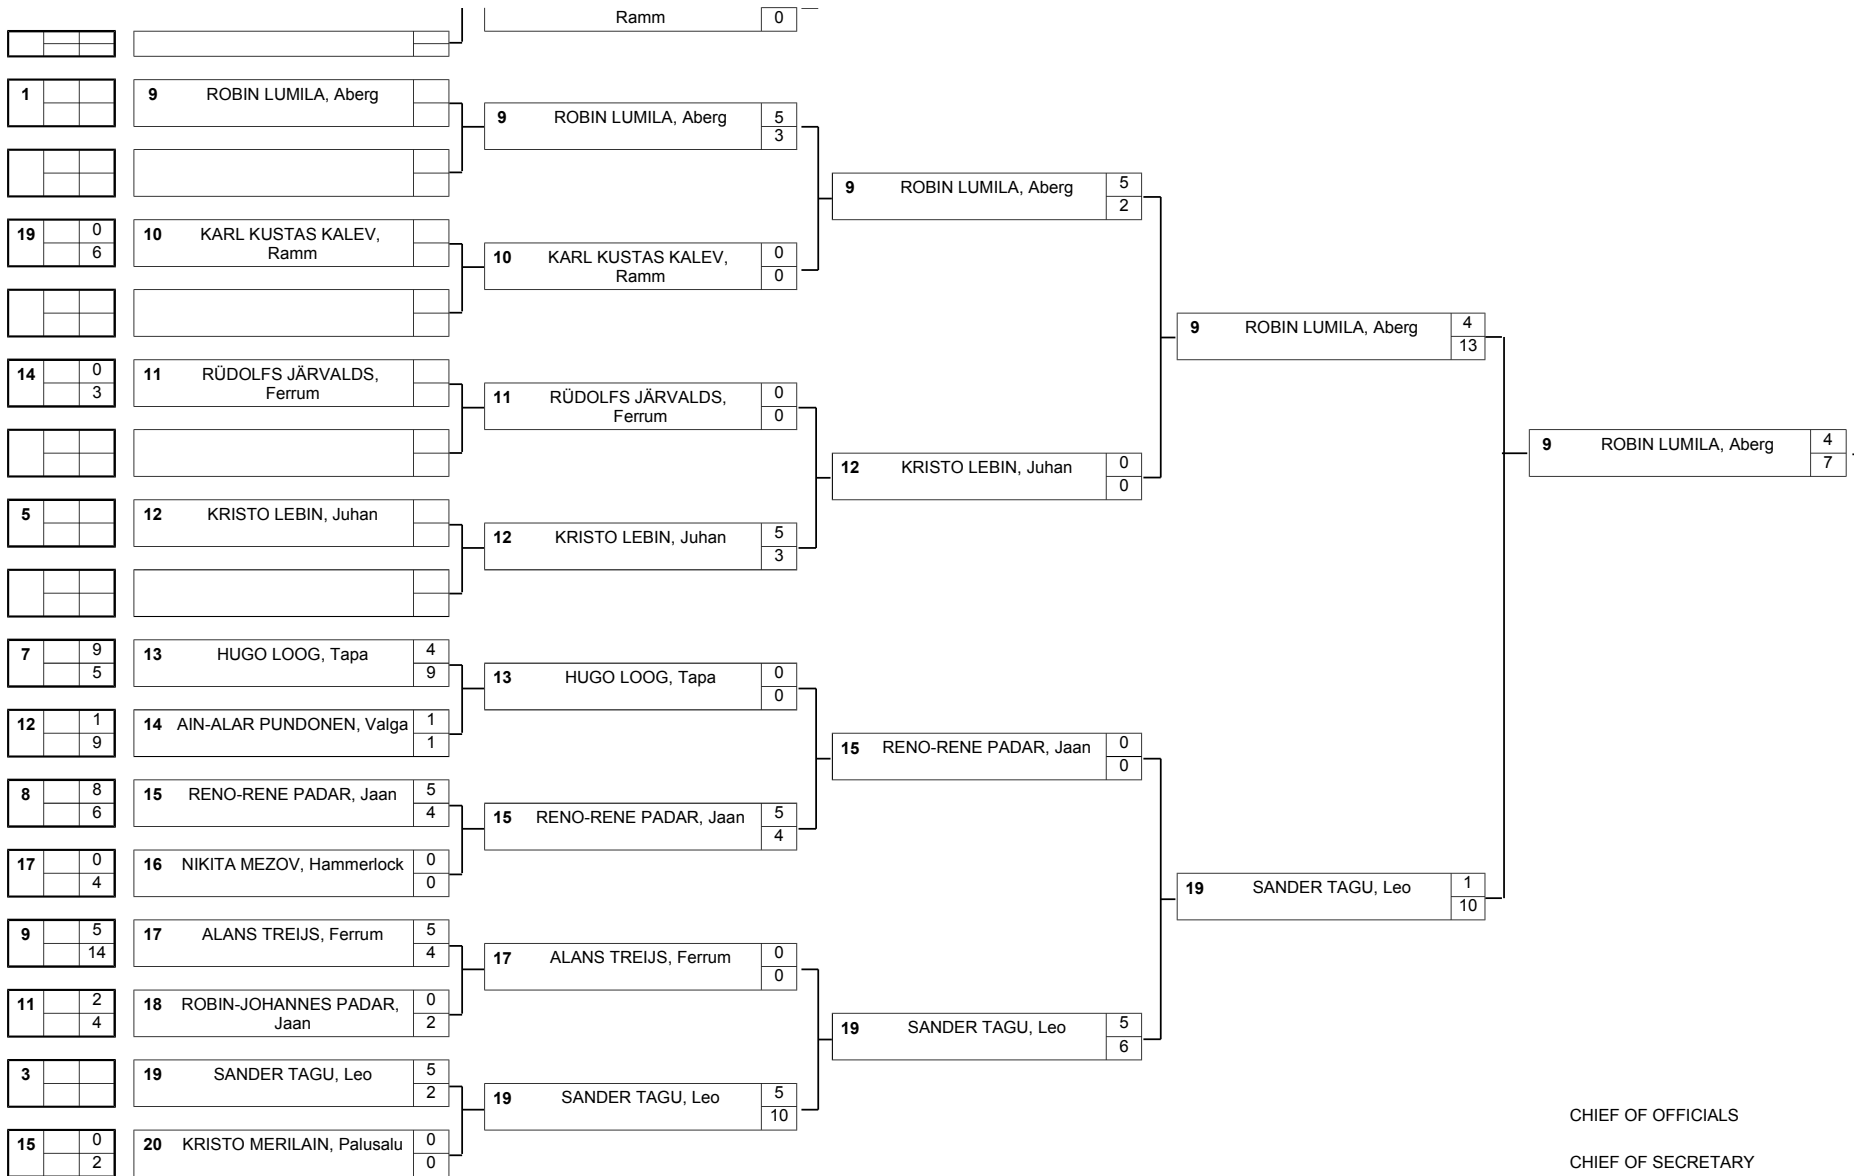 Ramm 0
1 9 ROBIN LUMILA, Aberg
9 ROBIN LUMILA, Aberg 5
3
9 ROBIN LUMILA, Aberg 5
2
19 0 10 KARL KUSTAS KALEV,
6 Ramm
10 KARL KUSTAS KALEV, 0
Ramm 0
9 ROBIN LUMILA, Aberg 4
13
14 0 11 RÜDOLFS JÄRVALDS,
3 Ferrum
11 RÜDOLFS JÄRVALDS, 0
Ferrum 0
9 ROBIN LUMILA, Aberg 4
7
12 KRISTO LEBIN, Juhan 0
0
5 12 KRISTO LEBIN, Juhan
12 KRISTO LEBIN, Juhan 5
3
7 9 13 HUGO LOOG, Tapa 4
5 9
13 HUGO LOOG, Tapa 0
0
12 1 14 AIN-ALAR PUNDONEN, Valga 1
9 1
15 RENO-RENE PADAR, Jaan 0
0
8 8 15 RENO-RENE PADAR, Jaan 5
6 4
15 RENO-RENE PADAR, Jaan 5
4
17 0 16 NIKITA MEZOV, Hammerlock 0
4 0
19 SANDER TAGU, Leo 1
10
9 5 17 ALANS TREIJS, Ferrum 5
14 4
17 ALANS TREIJS, Ferrum 0
0
11 2 18 ROBIN-JOHANNES PADAR, 0
4 Jaan 2
19 SANDER TAGU, Leo 5
6
3 19 SANDER TAGU, Leo 5
2
19 SANDER TAGU, Leo 5
10
CHIEF OF OFFICIALS
15 0 20 KRISTO MERILAIN, Palusalu 0
2 0
CHIEF OF SECRETARY